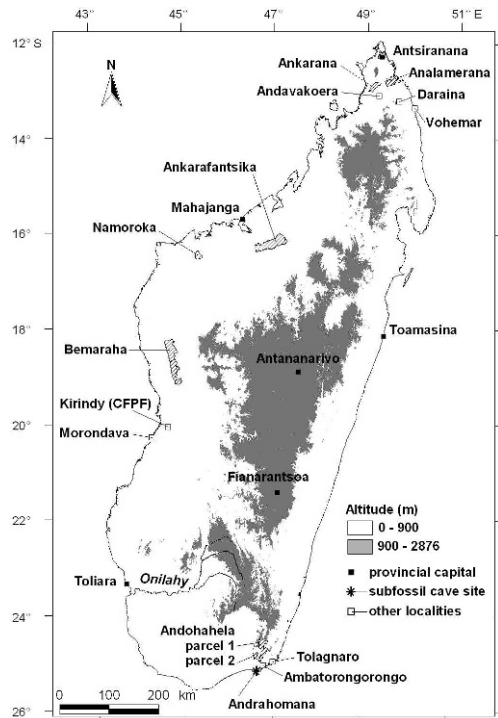 43° 45° 47° 49° 51° E
12° S
Ankarana
Antsiranana
Analamerana
Andavakoera
Daraina
N
14°
Vohemar
Ankarafantsika
Mahajanga
16°
Namoroka
18°
Toamasina
Bemaraha
Antananarivo
Kirindy (CFPF)
20°
Morondava
Fianarantsoa
22°
Altitude (m)
0 - 900
900 - 2876
provincial capital
Onilahy
subfossil cave site
Toliara
other localities
24°
Andohahela
parcel 1
parcel 2
Tolagnaro
Ambatorongorongo
Andrahomana
0 100 200 km
26°